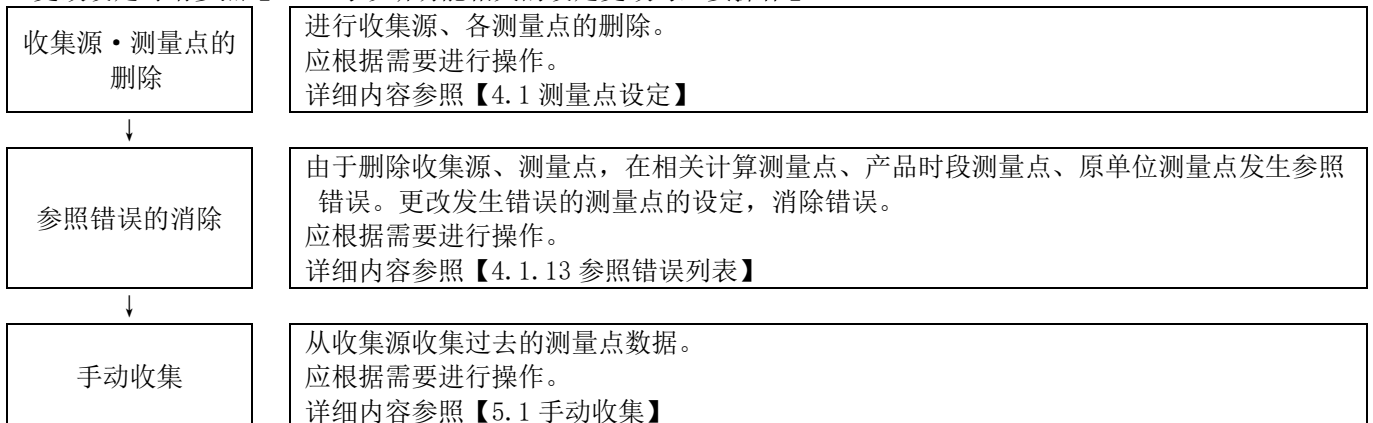 收集源·测量点的
删除
进行收集源、各测量点的删除。
应根据需要进行操作。
详细内容参照【4.1 测量点设定】
↓
参照错误的消除
由于删除收集源、测量点，在相关计算测量点、产品时段测量点、原单位测量点发生参照
错误。更改发生错误的测量点的设定，消除错误。
应根据需要进行操作。
详细内容参照【4.1.13 参照错误列表】
↓
手动收集
从收集源收集过去的测量点数据。
应根据需要进行操作。
详细内容参照【5.1 手动收集】